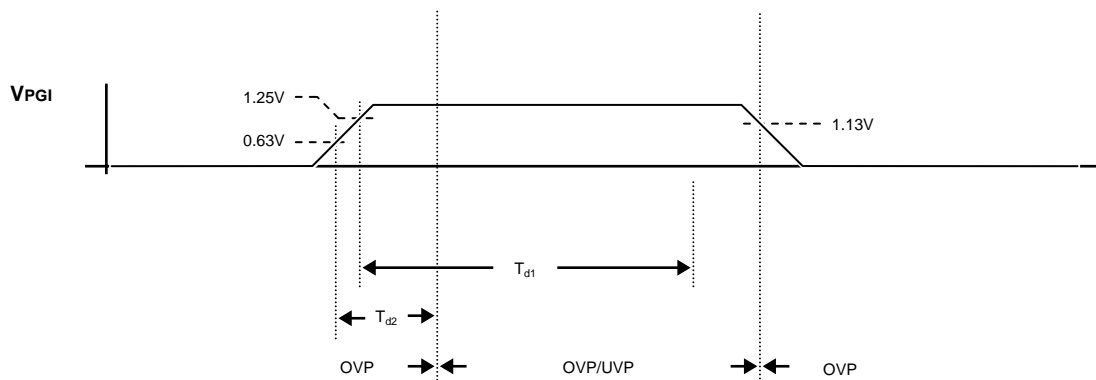 VPGI
1.25V
0.63V
1.13V
Td1
Td2
OVP
OVP/UVP
OVP